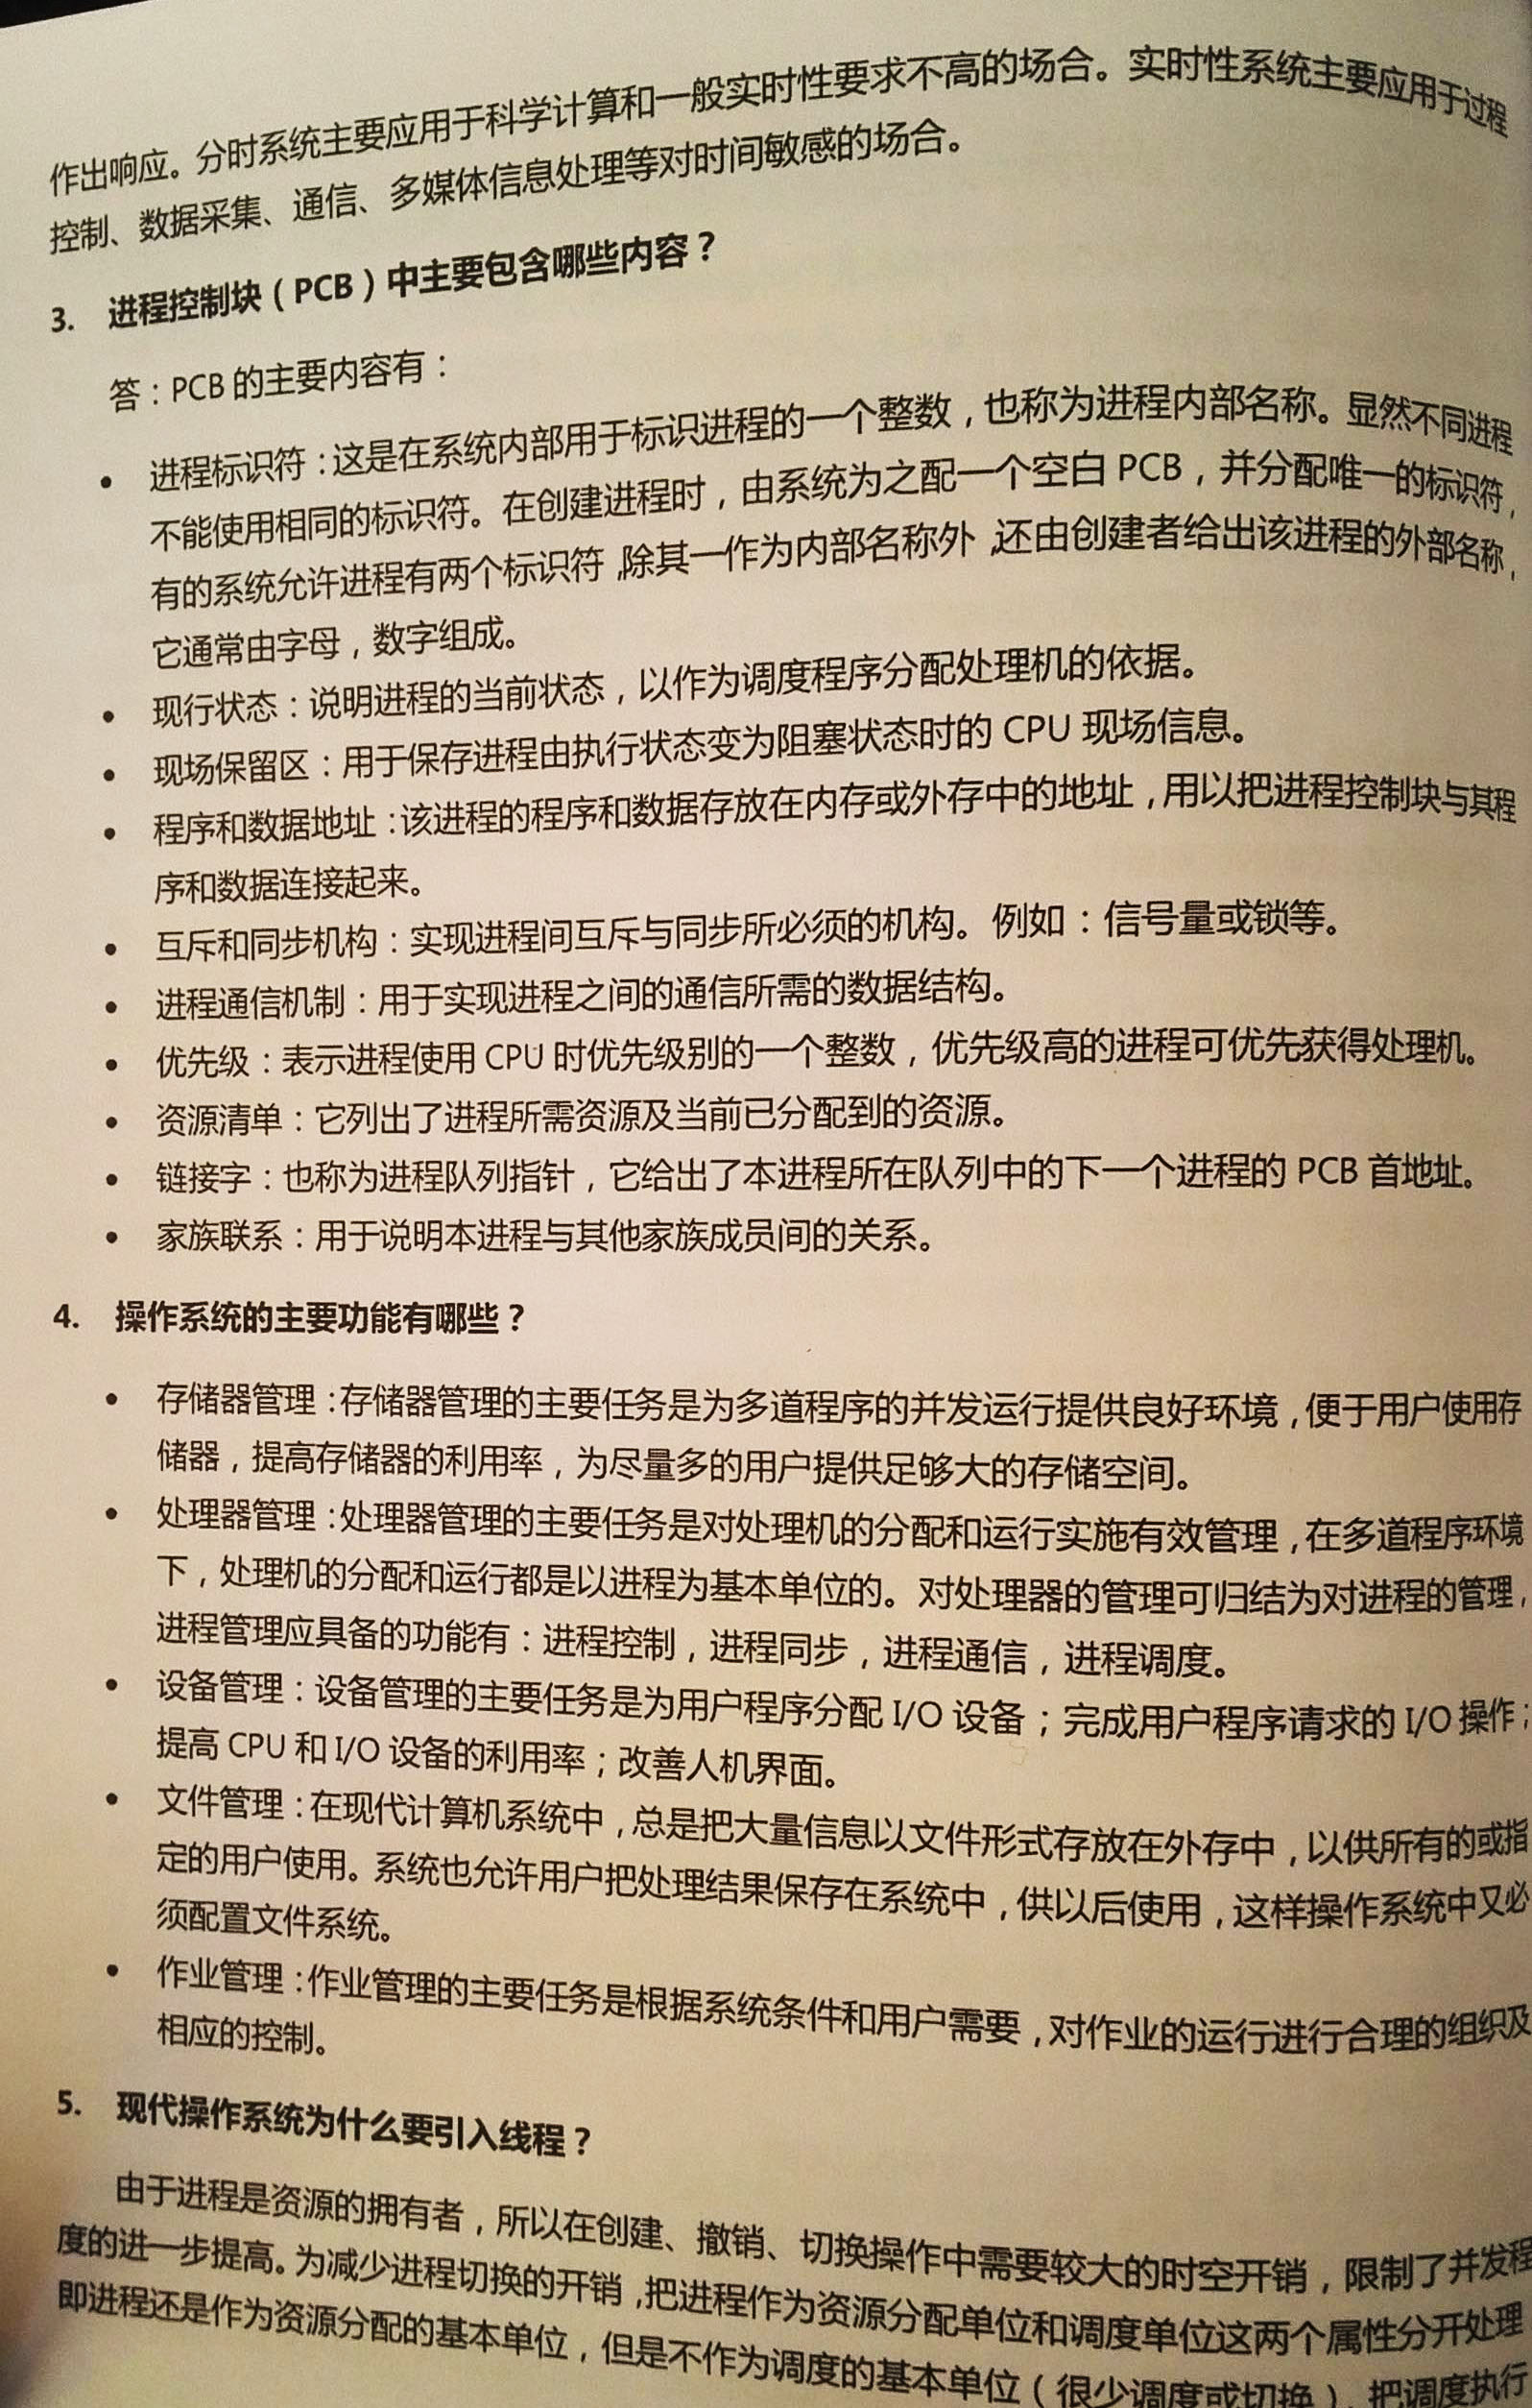 作出响应。分时系统主要应用于科学计算和一般实时性要求不高的场合。实时性系统主要应用于过程
控制、数据采集、通信、多媒体信息处理等对时间敏感的场合。
3. 进程控制块（PCB）中主要包含哪些内容？
答：PCB 的主要内容有：
• 进程标识符：这是在系统内部用于标识进程的一个整数，也称为进程内部名称。显然不同进程
不能使用相同的标识符。在创建进程时，由系统为之配一个空白 PCB，并分配唯一的标识符，
有的系统允许进程有两个标识符，除其一作为内部名称外，还由创建者给出该进程的外部名称，
它通常由字母，数字组成。
• 现行状态：说明进程的当前状态，以作为调度程序分配处理机的依据。
• 现场保留区：用于保存进程由执行状态变为阻塞状态时的 CPU 现场信息。
• 程序和数据地址：该进程的程序和数据存放在内存或外存中的地址，用以把进程控制块与其程
序和数据连接起来。
• 互斥和同步机构：实现进程间互斥与同步所必须的机构。例如：信号量或锁等。
• 进程通信机制：用于实现进程之间的通信所需的数据结构。
• 优先级：表示进程使用 CPU 时优先级别的一个整数，优先级高的进程可优先获得处理机。
• 资源清单：它列出了进程所需资源及当前已分配到的资源。
• 链接字：也称为进程队列指针，它给出了本进程所在队列中的下一个进程的 PCB 首地址。
• 家族联系：用于说明本进程与其他家族成员间的关系。
4. 操作系统的主要功能有哪些？
• 存储器管理：存储器管理的主要任务是为多道程序的并发运行提供良好环境，便于用户使用存
储器，提高存储器的利用率，为尽量多的用户提供足够大的存储空间。
• 处理器管理：处理器管理的主要任务是对处理机的分配和运行实施有效管理，在多道程序环境
下，处理机的分配和运行都是以进程为基本单位的。对处理器的管理可归结为对进程的管理，
进程管理应具备的功能有：进程控制，进程同步，进程通信，进程调度。
• 设备管理：设备管理的主要任务是为用户程序分配 I/O 设备；完成用户程序请求的 I/O 操作；
提高 CPU 和 I/O 设备的利用率；改善人机界面。
• 文件管理：在现代计算机系统中，总是把大量信息以文件形式存放在外存中，以供所有的或指
定的用户使用。系统也允许用户把处理结果保存在系统中，供以后使用，这样操作系统中又必
须配置文件系统。
• 作业管理：作业管理的主要任务是根据系统条件和用户需要，对作业的运行进行合理的组织及
相应的控制。
5. 现代操作系统为什么要引入线程？
由于进程是资源的拥有者，所以在创建、撤销、切换操作中需要较大的时空开销，限制了并发程
度的进一步提高。为减少进程切换的开销，把进程作为资源分配单位和调度单位这两个属性分开处理
即进程还是作为资源分配的基本单位，但是不作为调度的基本单位（很少调度或切换），把调度执行